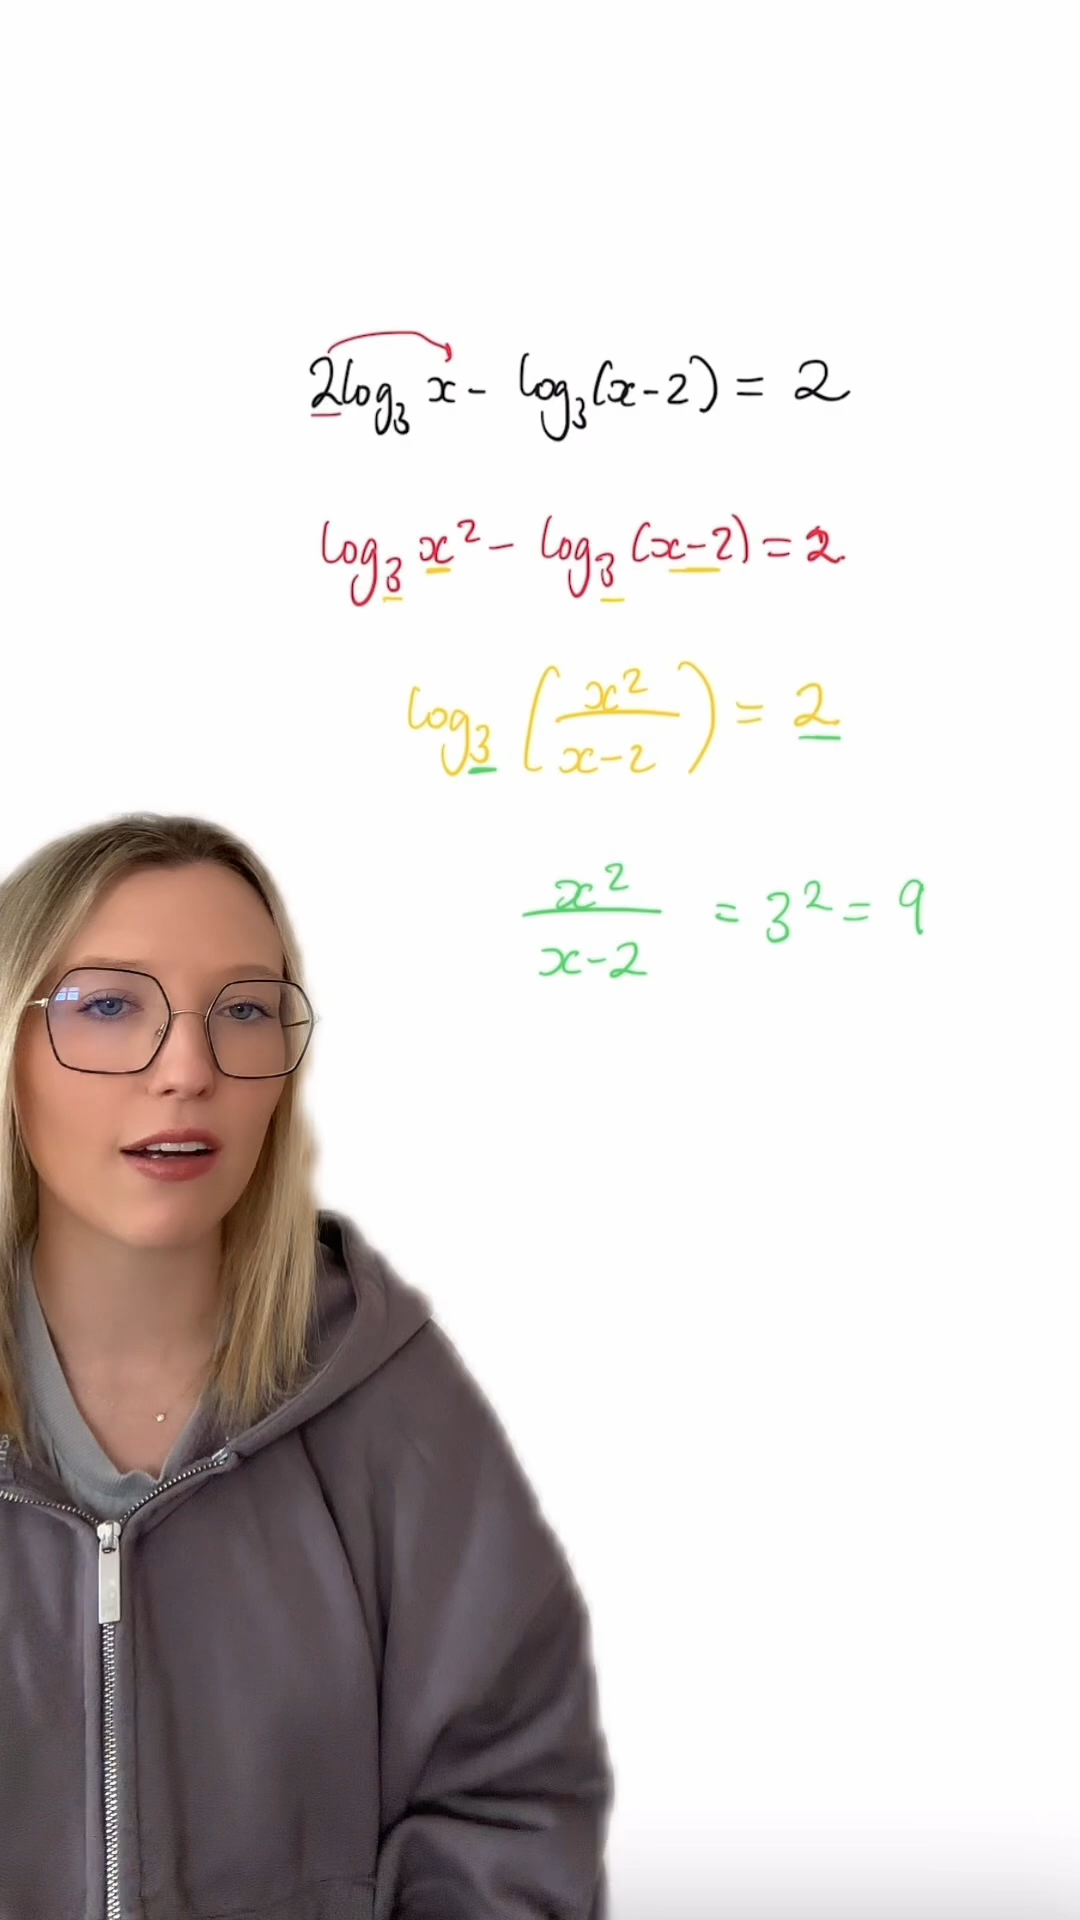 2log₃ x - log₃(x-2) = 2
log₃ x² - log₃ (x-2) = 2
log₃ (x²/(x-2)) = 2
x²/(x-2) = 3² = 9